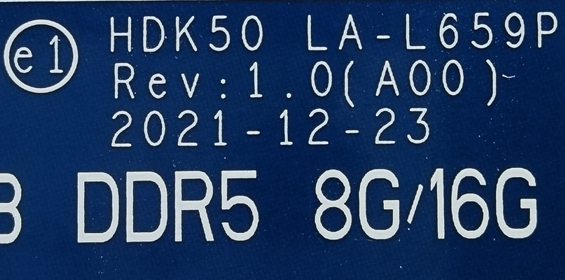 e1 HDK50 LA-L659P
Rev:1.0(A00)
2021-12-23
DDR5 8G/16G